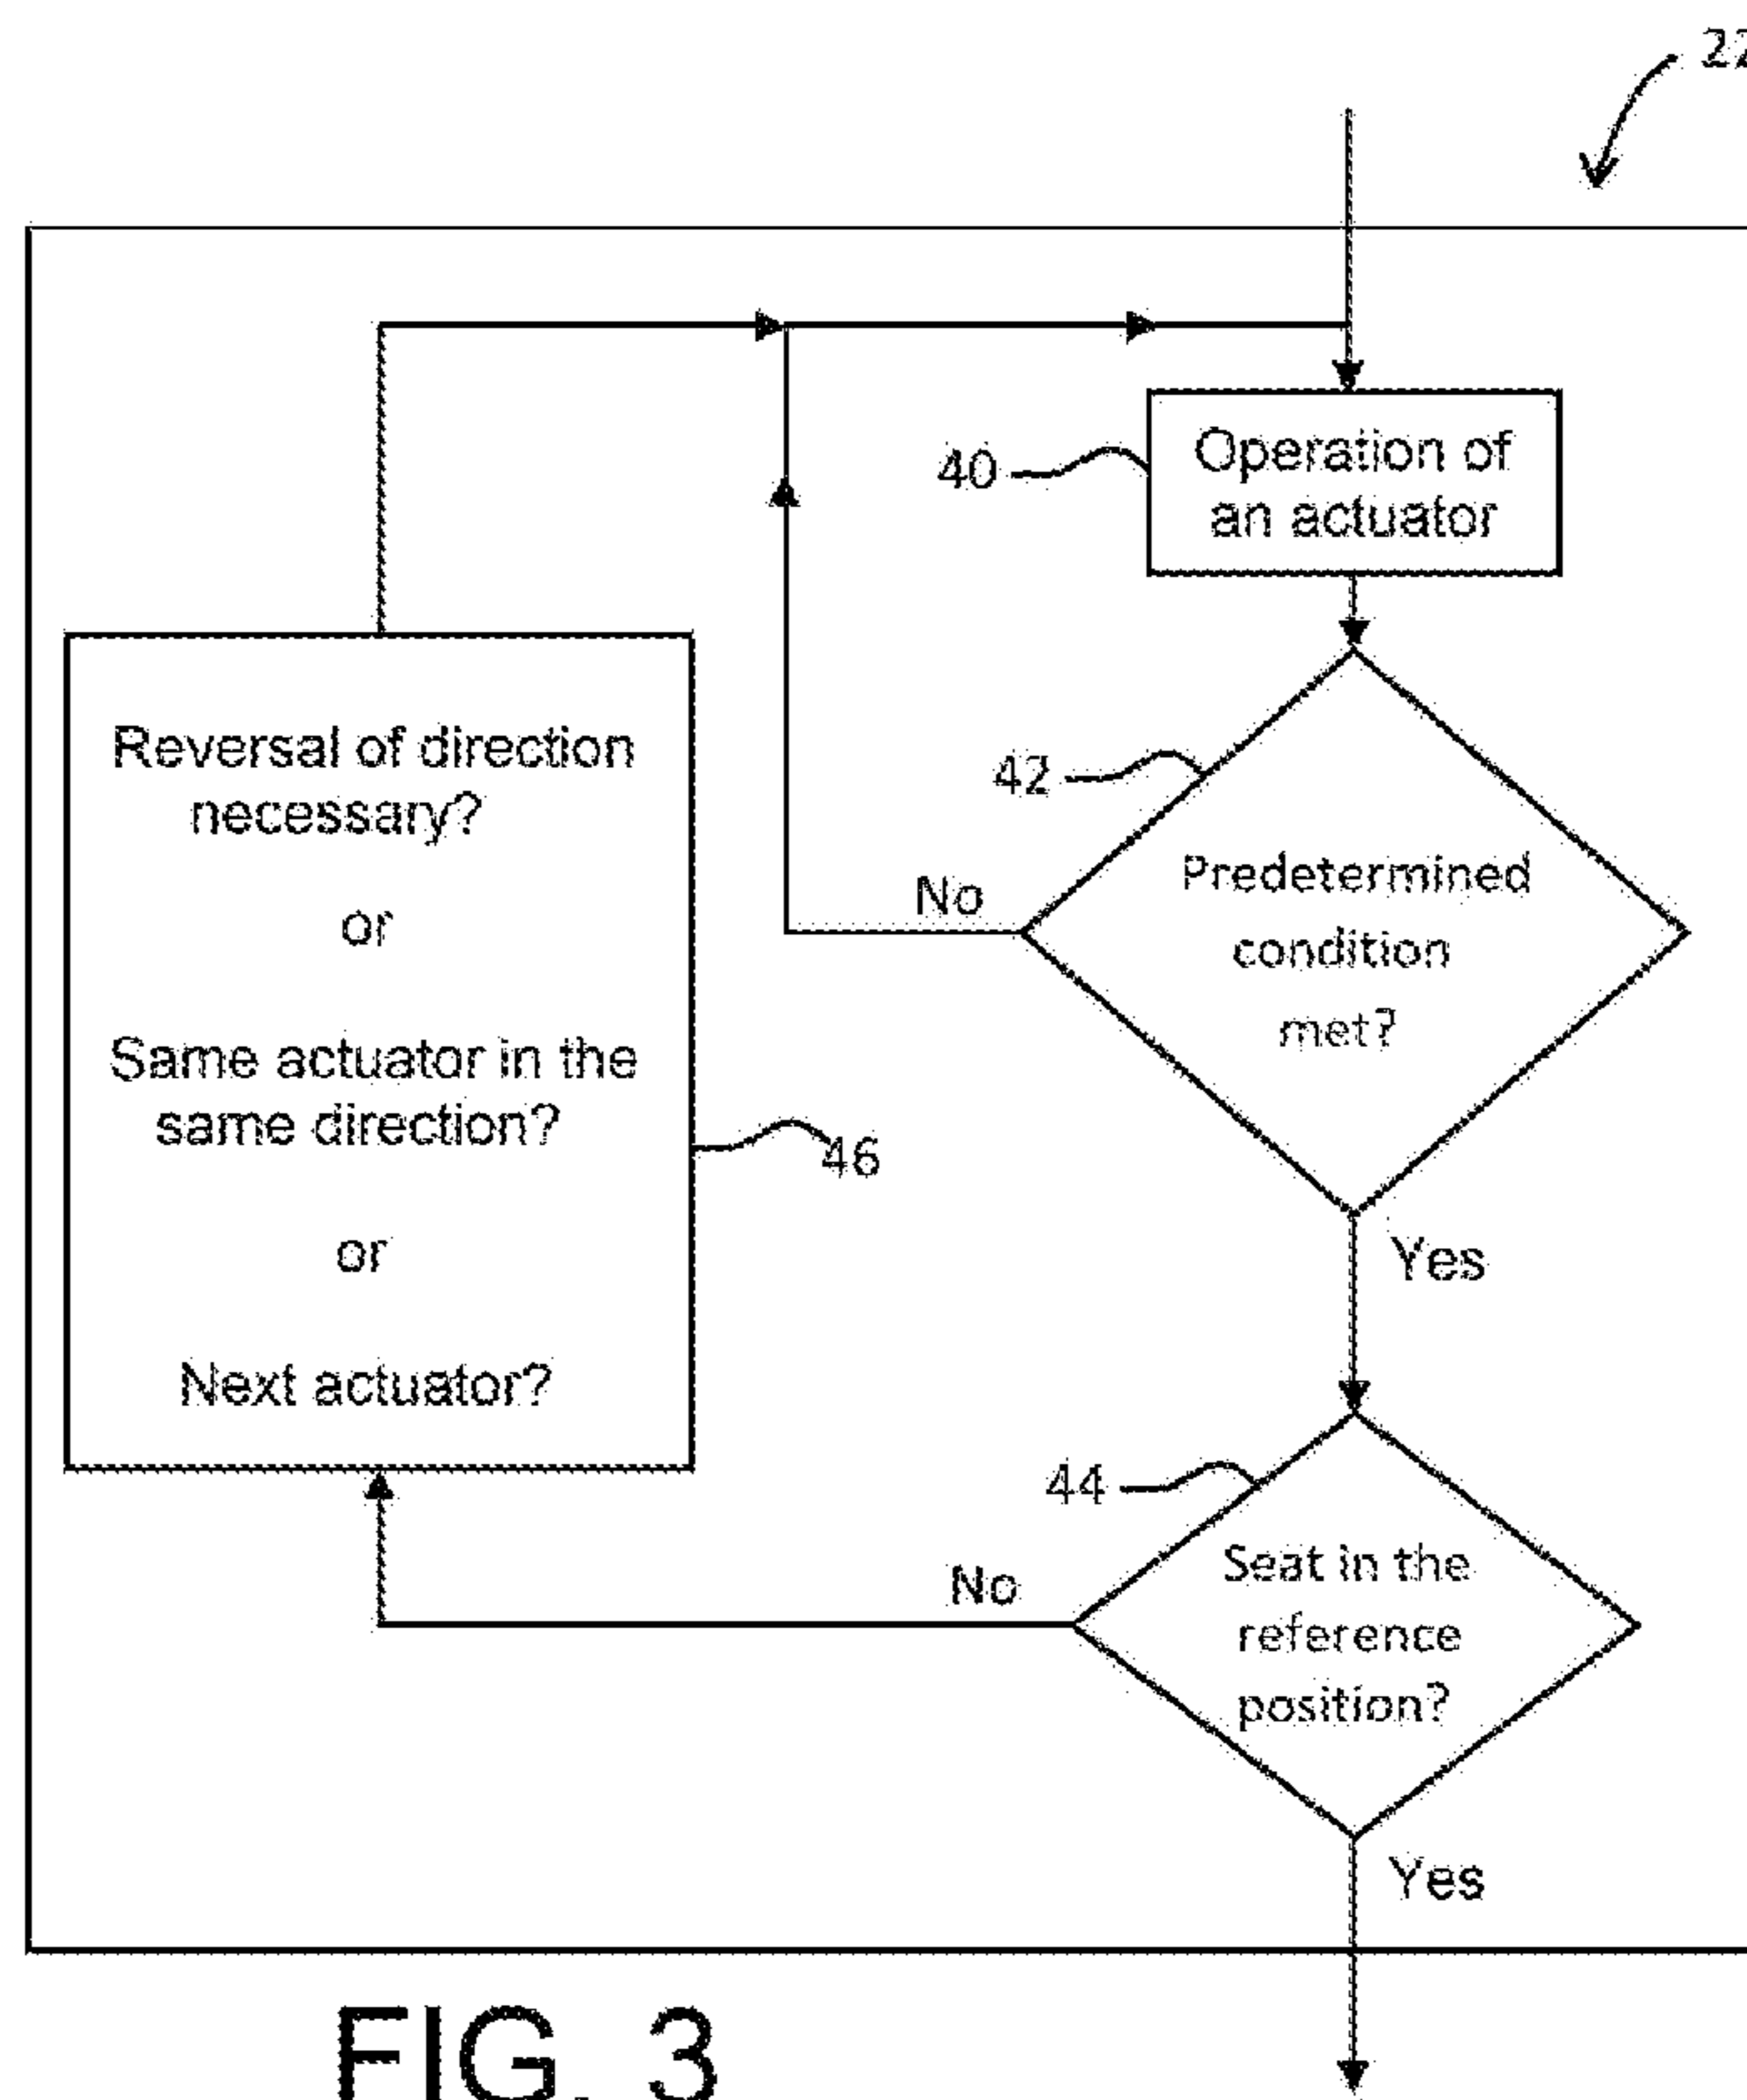 22
40
Operation of
an actuator
Reversal of direction
necessary?
or
Same actuator in the
same direction?
or
Next actuator?
46
42
Predetermined
condition
met?
No
Yes
44
Seat in the
reference
position?
No
Yes
FIG. 3